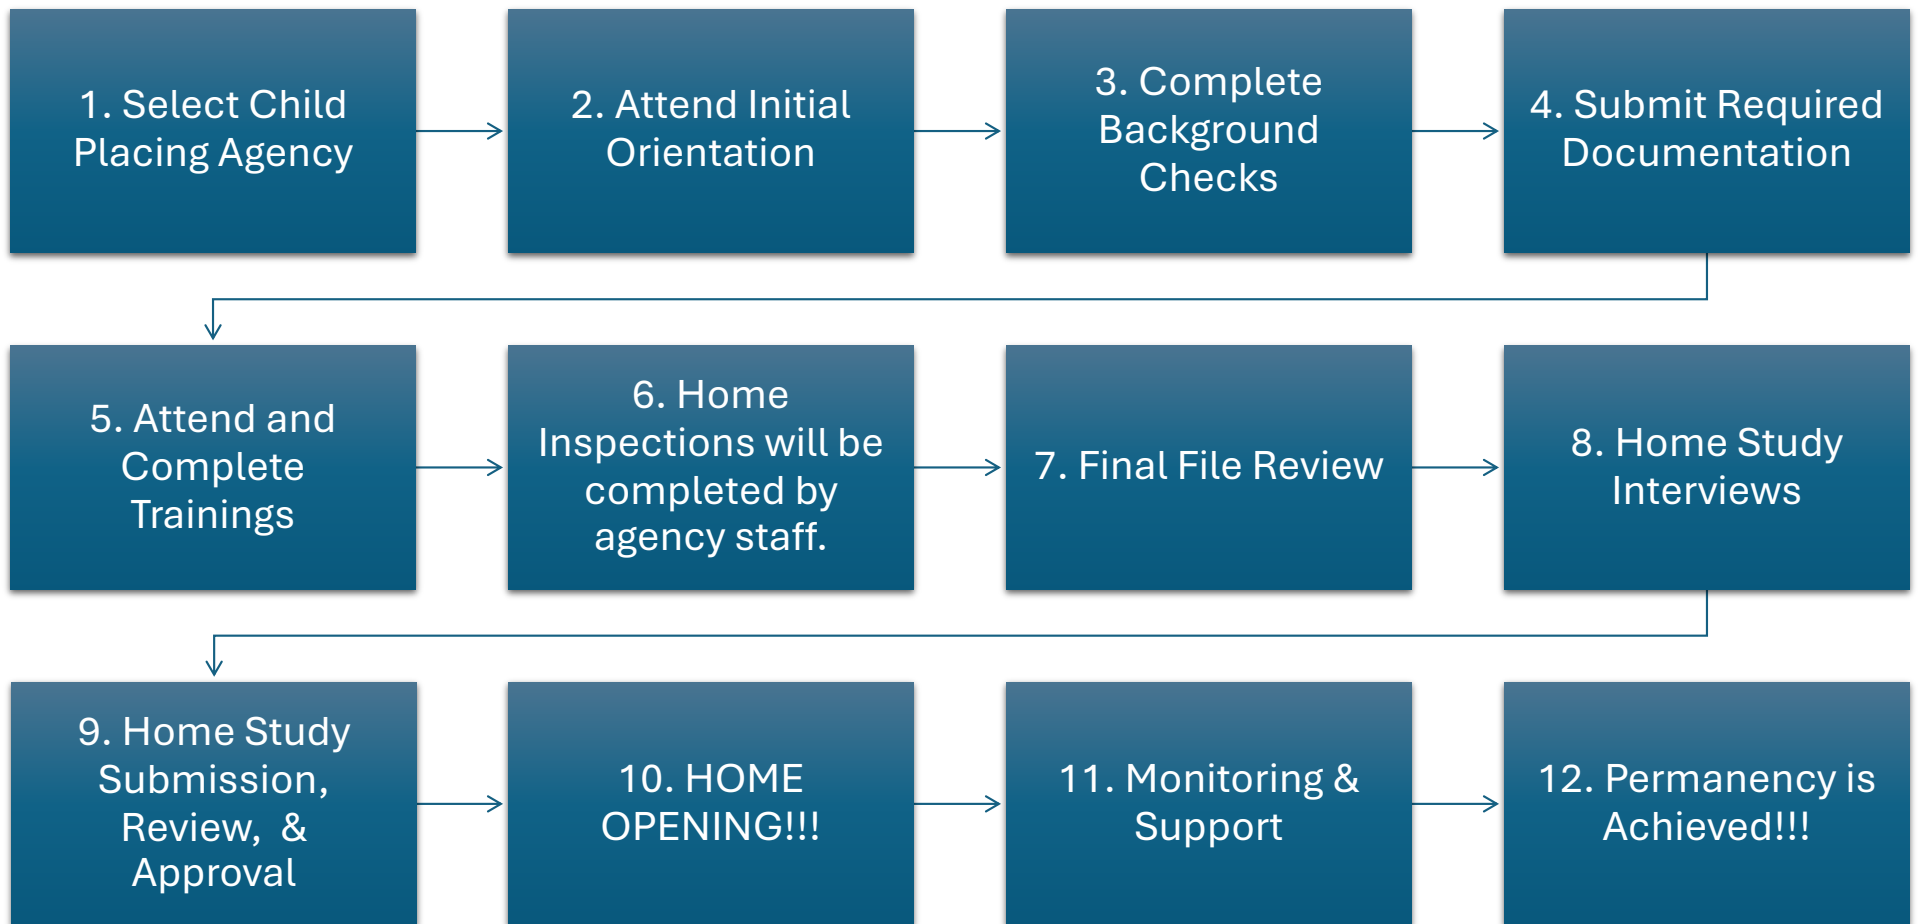 1. Select Child
Placing Agency
2. Attend Initial
Orientation
3. Complete
Background
Checks
4. Submit Required
Documentation
5. Attend and
Complete
Trainings
6. Home
Inspections will be
completed by
agency staff.
7. Final File Review
8. Home Study
Interviews
9. Home Study
Submission,
Review, &
Approval
10. HOME
OPENING!!!
11. Monitoring &
Support
12. Permanency is
Achieved!!!